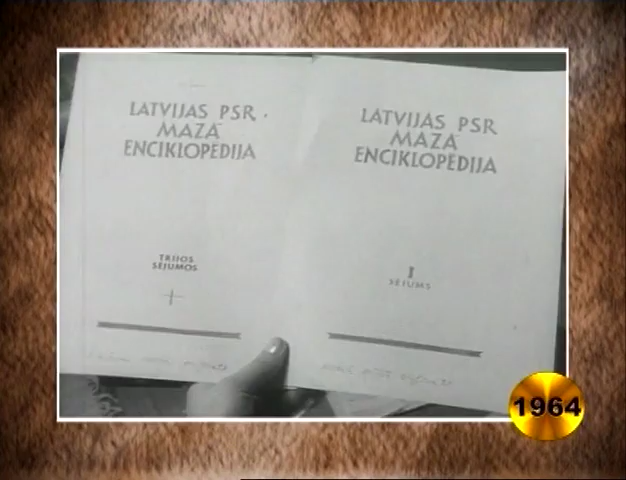 LATVIJAS PSR
MAZĀ
ENCIKLOPĒDIJA
TRIJOS
SĒJUMOS
LATVIJAS PSR
MAZĀ
ENCIKLOPĒDIJA
I
SĒJUMS
1964